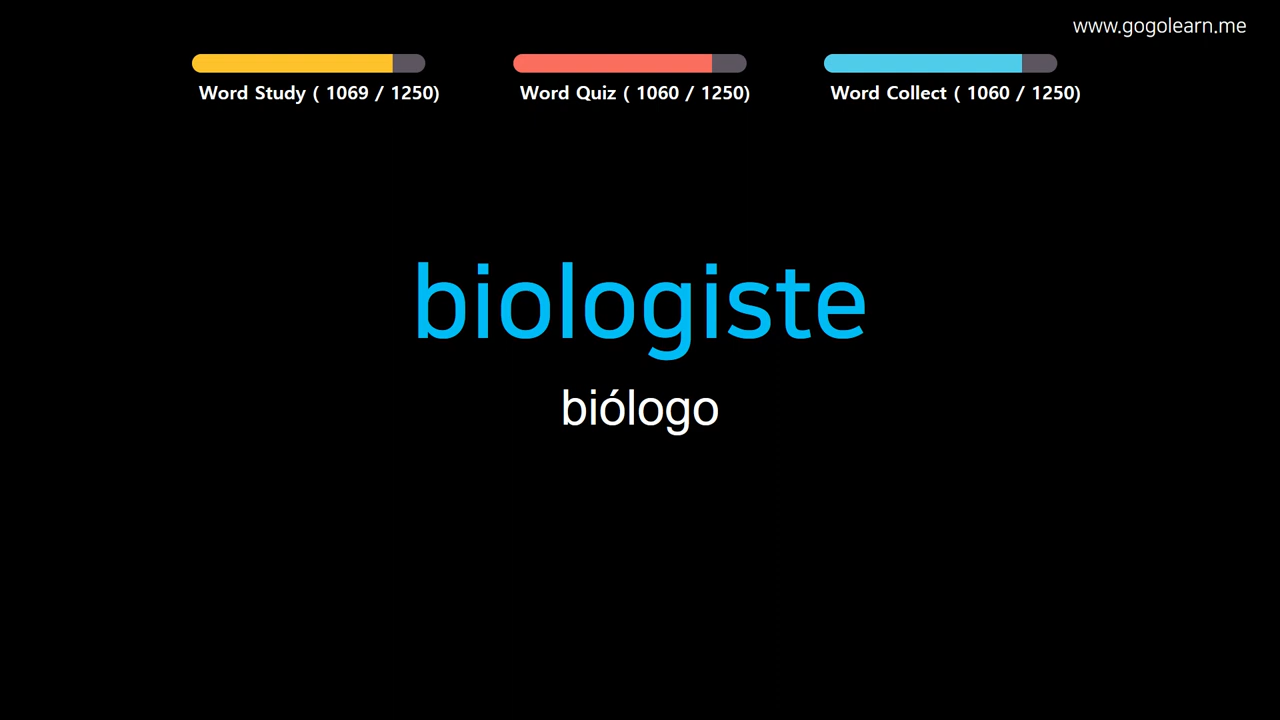 www.gogolearn.me
Word Study ( 1069 / 1250)
Word Quiz ( 1060 / 1250)
Word Collect ( 1060 / 1250)
biologiste
biólogo